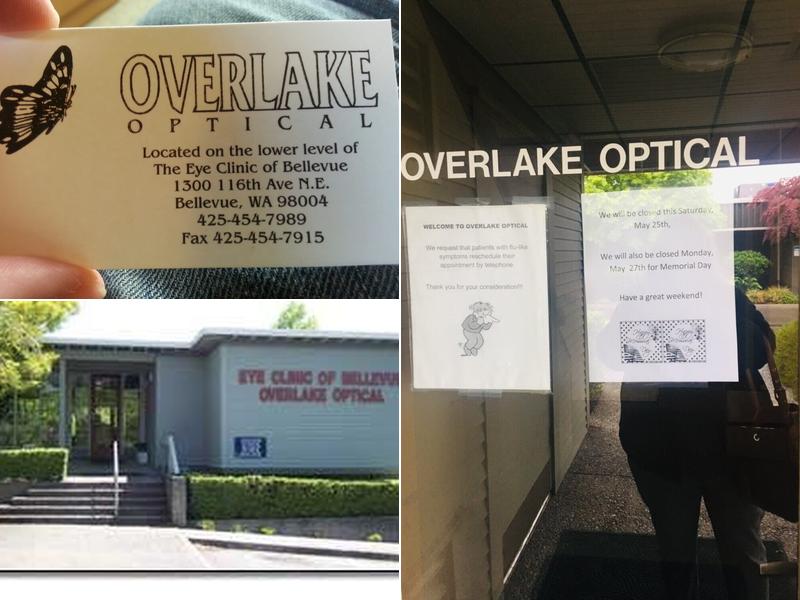 OVERLAKE
OPTICAL
Located on the lower level of
The Eye Clinic of Bellevue
1300 116th Ave N.E.
Bellevue, WA 98004
425-454-7989
Fax 425-454-7915
EYE CLINIC OF BELLEVUE
OVERLAKE OPTICAL
OVERLAKE OPTICAL
WELCOME TO OVERLAKE OPTICAL
We request that patients with flu-like
symptoms reschedule their
appointment by telephone.
Thank you for your consideration!!!
We will be closed this Saturday,
May 25th,
We will also be closed Monday,
May 27th for Memorial Day
Have a great weekend!